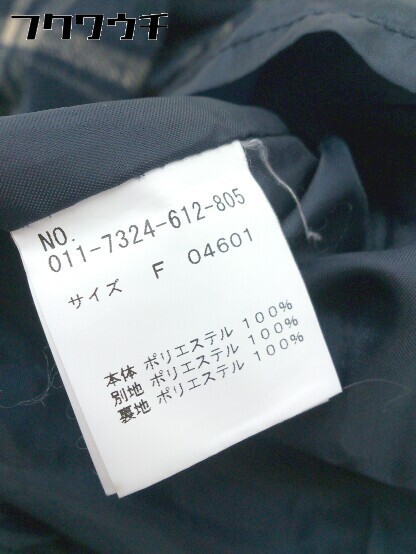 フクワウチ
NO.
011-7324-612-805
サイズ F 04601
本体 ポリエステル 100%
別地 ポリエステル 100%
裏地 ポリエステル 100%